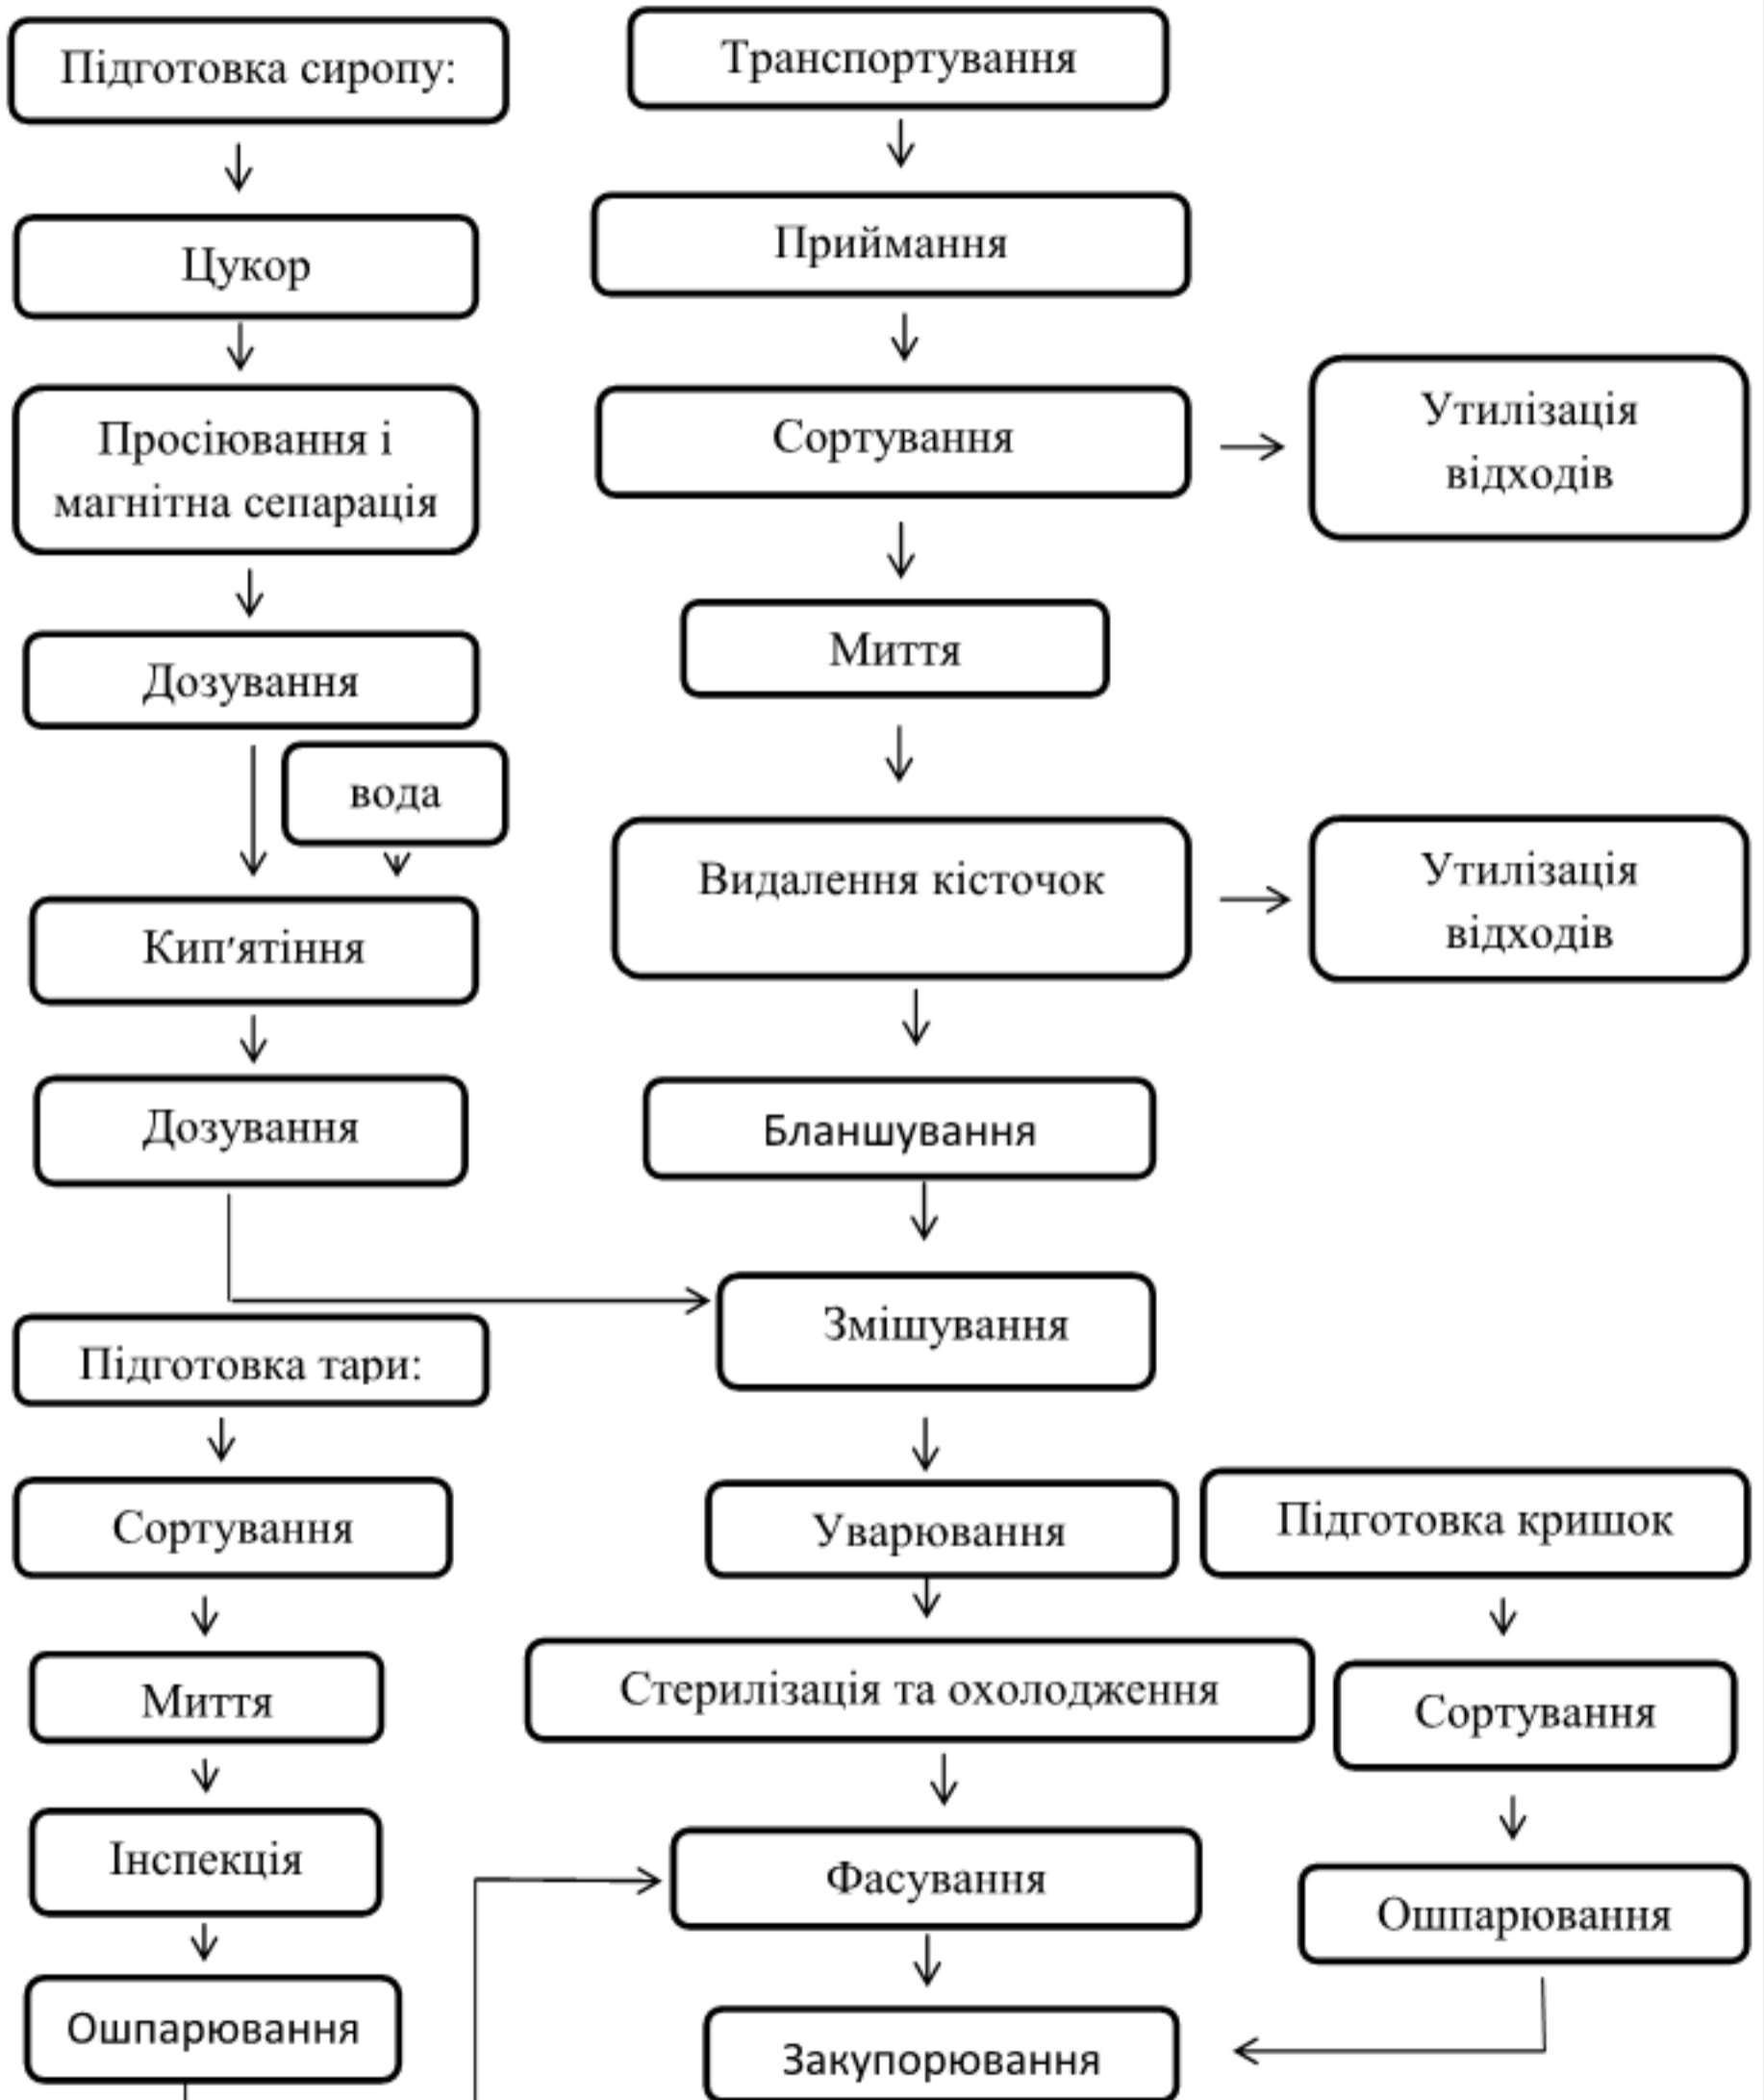 Підготовка сиропу:
Цукор
Просіювання і
магнітна сепарація
Дозування
вода
Кип'ятіння
Дозування
Підготовка тари:
Сортування
Миття
Інспекція
Ошпарювання
Транспортування
Приймання
Сортування
Утилізація
відходів
Миття
Видалення кісточок
Утилізація
відходів
Бланшування
Змішування
Уварювання
Стерилізація та охолодження
Фасування
Закупорювання
Підготовка кришок
Сортування
Ошпарювання